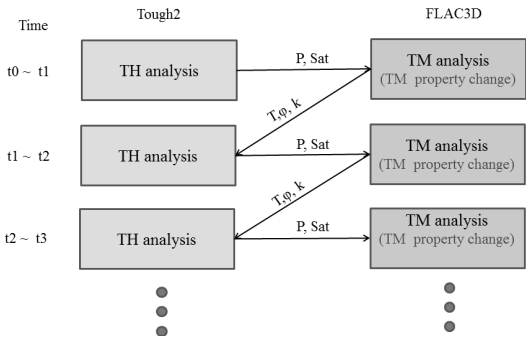 Tough2
FLAC3D
Time
t0 ~ t1
TH analysis
P, Sat
TM analysis
(TM property change)
T,φ, k
t1 ~ t2
TH analysis
P, Sat
TM analysis
(TM property change)
T,φ, k
t2 ~ t3
TH analysis
P, Sat
TM analysis
(TM property change)